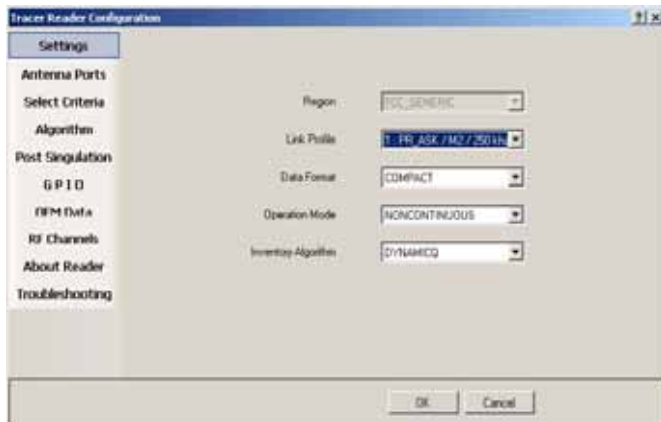 Tracer Reader Configuration
Settings
Antenna Ports
Select Criteria
Algorithm
Post Singulation
G P I O
OEM Data
RF Channels
About Reader
Troubleshooting
Region FCC_GENERIC
Link Profile 1 : PR_ASK / M2 / 250 kh
Data Format COMPACT
Operation Mode NONCONTINUOUS
Inventory Algorithm DYNAMICQ
OK Cancel